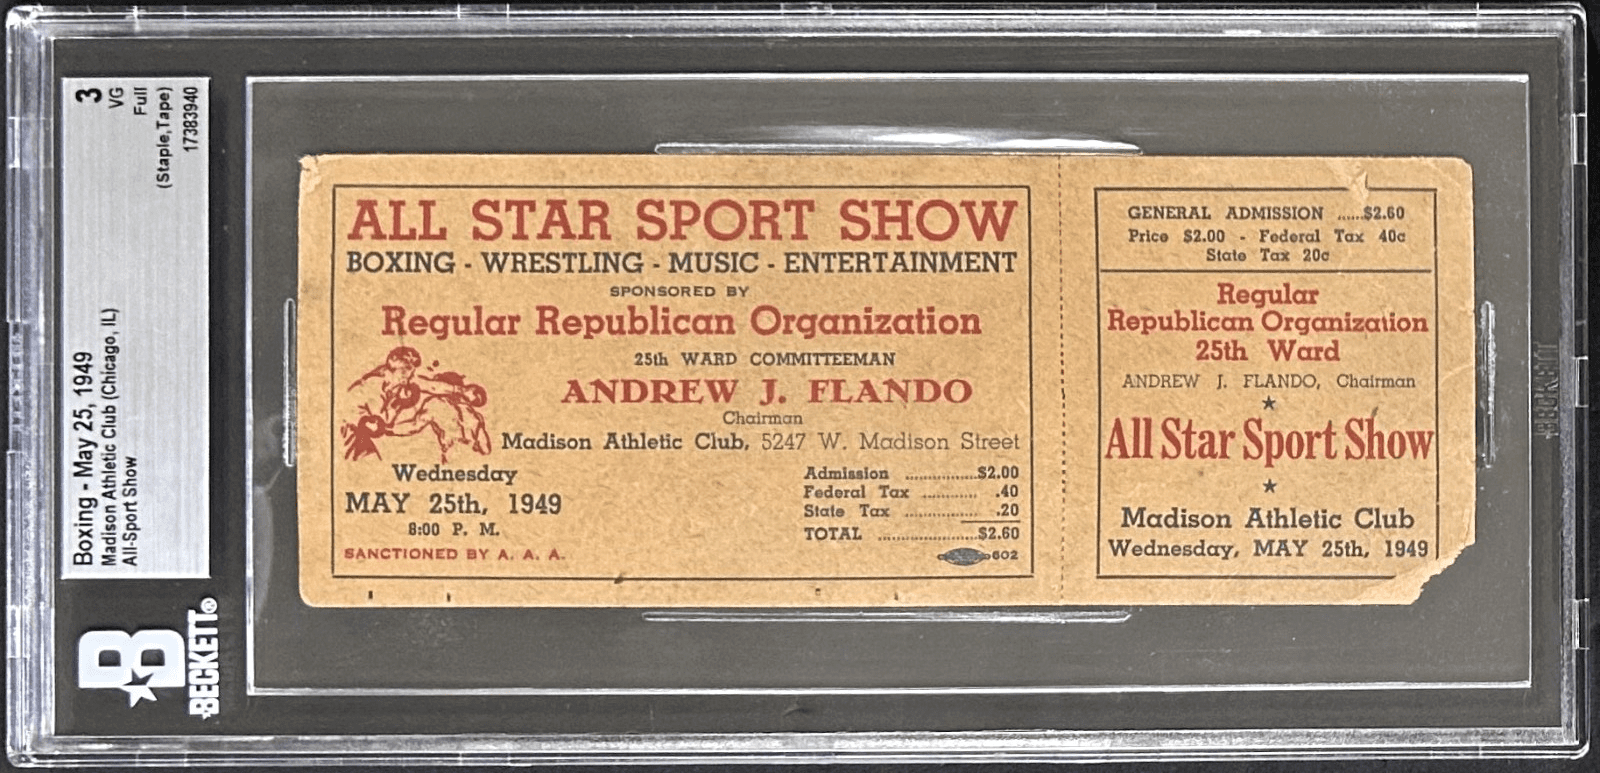 3
VG
Full
(Staple,Tape)
17383940
Boxing - May 25, 1949
Madison Athletic Club (Chicago, IL)
All-Sport Show
BECKETT®
ALL STAR SPORT SHOW
BOXING - WRESTLING - MUSIC - ENTERTAINMENT
SPONSORED BY
Regular Republican Organization
25th WARD COMMITTEEMAN
ANDREW J. FLANDO
Chairman
Madison Athletic Club, 5247 W. Madison Street
Wednesday
MAY 25th, 1949
8:00 P. M.
SANCTIONED BY A. A. A.
Admission ..............$2.00
Federal Tax ........... .40
State Tax .............. .20
TOTAL ...................$2.60
602
GENERAL ADMISSION ......$2.60
Price $2.00 - Federal Tax 40c
State Tax 20c
Regular
Republican Organization
25th Ward
ANDREW J. FLANDO, Chairman
All Star Sport Show
Madison Athletic Club
Wednesday, MAY 25th, 1949
BECKETT